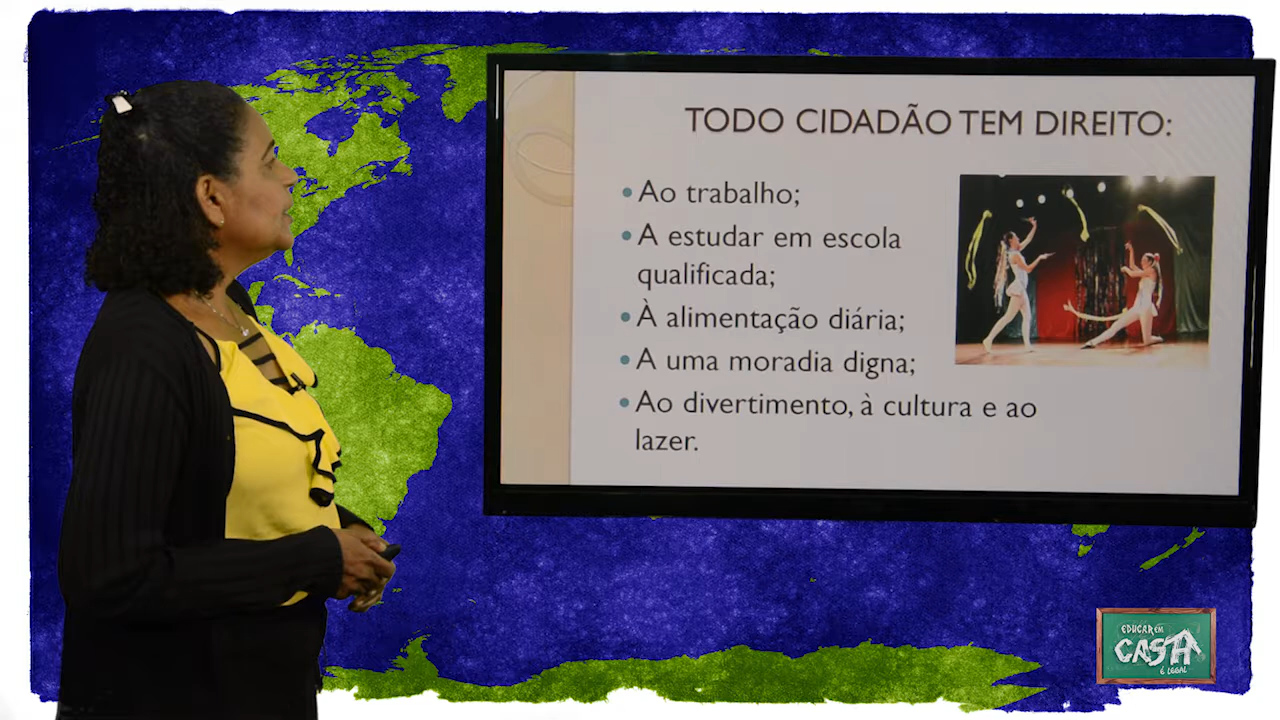 TODO CIDADÃO TEM DIREITO:
Ao trabalho;
A estudar em escola
qualificada;
À alimentação diária;
A uma moradia digna;
Ao divertimento, à cultura e ao
lazer.
EDUCAR EM
CASA
É LEGAL